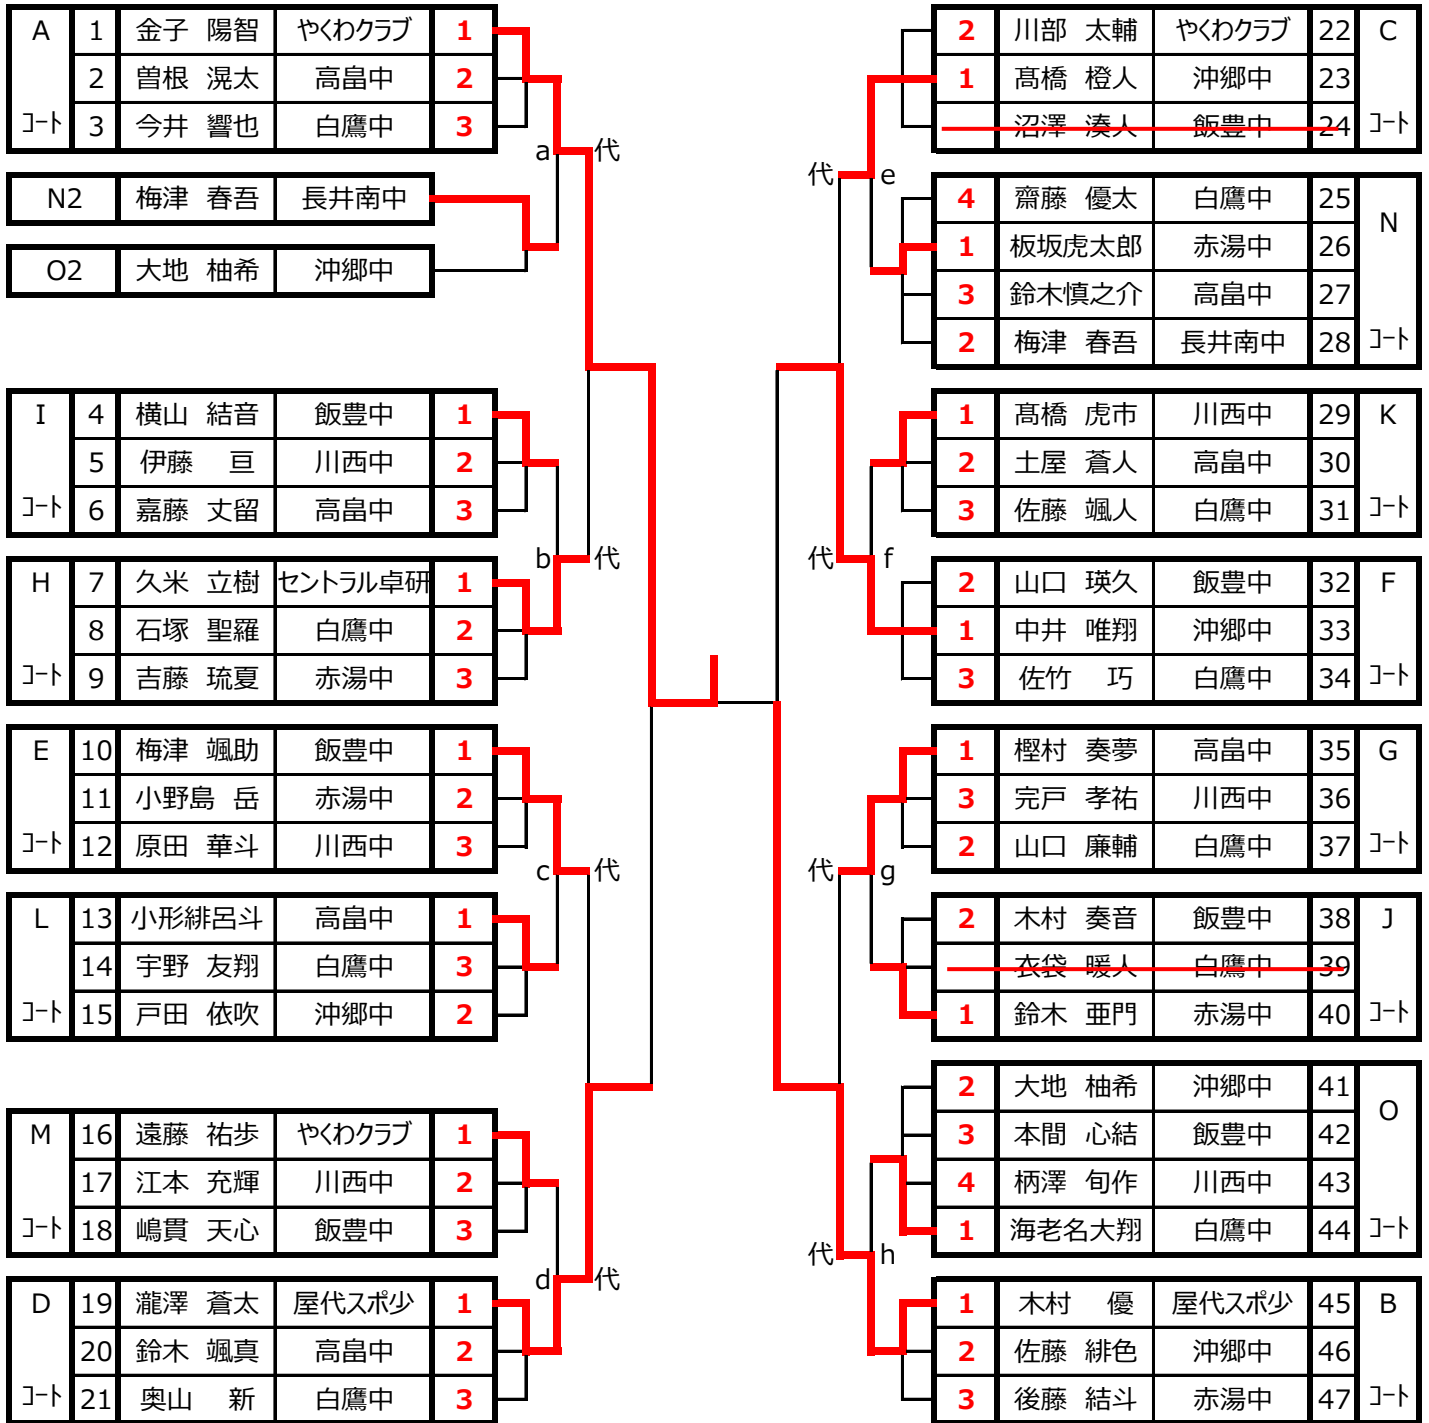 A 1 金子 陽智 やくわクラブ 1
2 曽根 滉太 高畠中 2
ｺｰﾄ 3 今井 響也 白鷹中 3
a 代
N2 梅津 春吾 長井南中
O2 大地 柚希 沖郷中
I 4 横山 結音 飯豊中 1
5 伊藤 亘 川西中 2
ｺｰﾄ 6 嘉藤 丈留 高畠中 3
b 代
H 7 久米 立樹 セントラル卓研 1
8 石塚 聖羅 白鷹中 2
ｺｰﾄ 9 吉藤 琉夏 赤湯中 3
E 10 梅津 颯助 飯豊中 1
11 小野島 岳 赤湯中 2
ｺｰﾄ 12 原田 華斗 川西中 3
c 代
L 13 小形緋呂斗 高畠中 1
14 宇野 友翔 白鷹中 3
ｺｰﾄ 15 戸田 依吹 沖郷中 2
M 16 遠藤 祐歩 やくわクラブ 1
17 江本 充輝 川西中 2
ｺｰﾄ 18 嶋貫 天心 飯豊中 3
d 代
D 19 瀧澤 蒼太 屋代スポ少 1
20 鈴木 颯真 高畠中 2
ｺｰﾄ 21 奥山 新 白鷹中 3
2 川部 太輔 やくわクラブ 22 C
1 髙橋 橙人 沖郷中 23
沼澤 湊人 飯豊中 24 ｺｰﾄ
代 e
4 齋藤 優太 白鷹中 25
N
1 板坂虎太郎 赤湯中 26
3 鈴木慎之介 高畠中 27
2 梅津 春吾 長井南中 28 ｺｰﾄ
1 髙橋 虎市 川西中 29 K
2 土屋 蒼人 高畠中 30
3 佐藤 颯人 白鷹中 31 ｺｰﾄ
代 f
2 山口 瑛久 飯豊中 32 F
1 中井 唯翔 沖郷中 33
3 佐竹 巧 白鷹中 34 ｺｰﾄ
1 樫村 奏夢 高畠中 35 G
3 完戸 孝祐 川西中 36
2 山口 廉輔 白鷹中 37 ｺｰﾄ
代 g
2 木村 奏音 飯豊中 38 J
衣袋 暖人 白鷹中 39
1 鈴木 亜門 赤湯中 40 ｺｰﾄ
2 大地 柚希 沖郷中 41
O
3 本間 心結 飯豊中 42
4 柄澤 旬作 川西中 43
1 海老名大翔 白鷹中 44 ｺｰﾄ
代 h
1 木村 優 屋代スポ少 45 B
2 佐藤 緋色 沖郷中 46
3 後藤 結斗 赤湯中 47 ｺｰﾄ